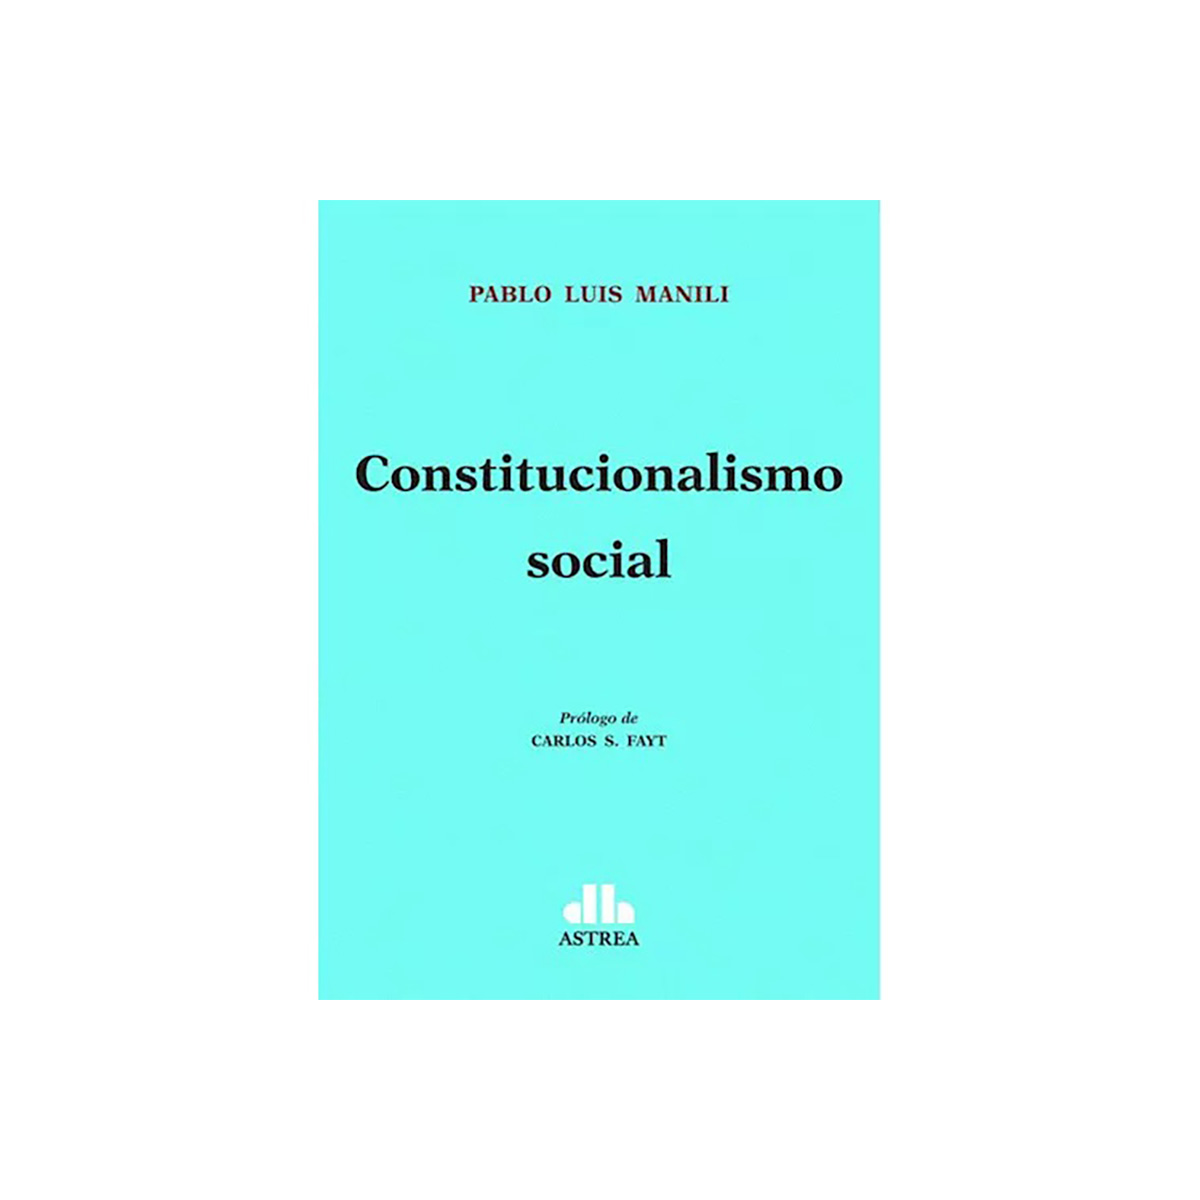 PABLO LUIS MANILI
Constitucionalismo
social
Prólogo de
CARLOS S. FAYT
ASTREA